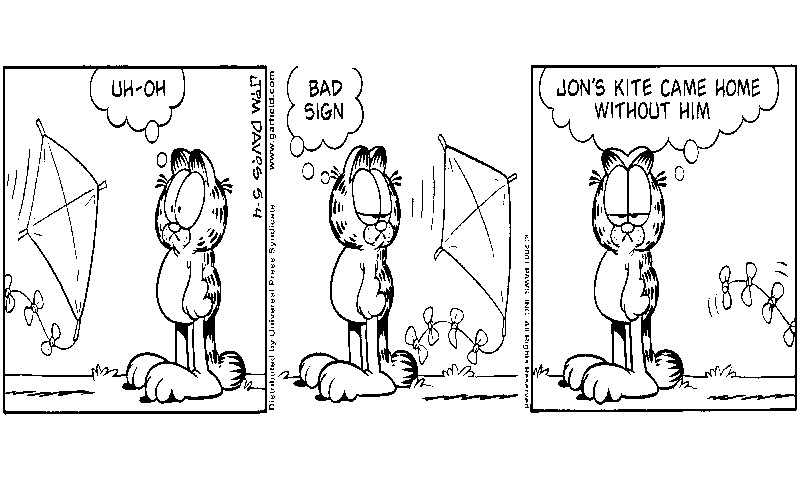 UH-OH
JIM DAVIS 5-4
www.garfield.com
Distributed by Universal Press Syndicate
BAD
SIGN
© 2001 PAWS, INC. All Rights Reserved
JON'S KITE CAME HOME
WITHOUT HIM